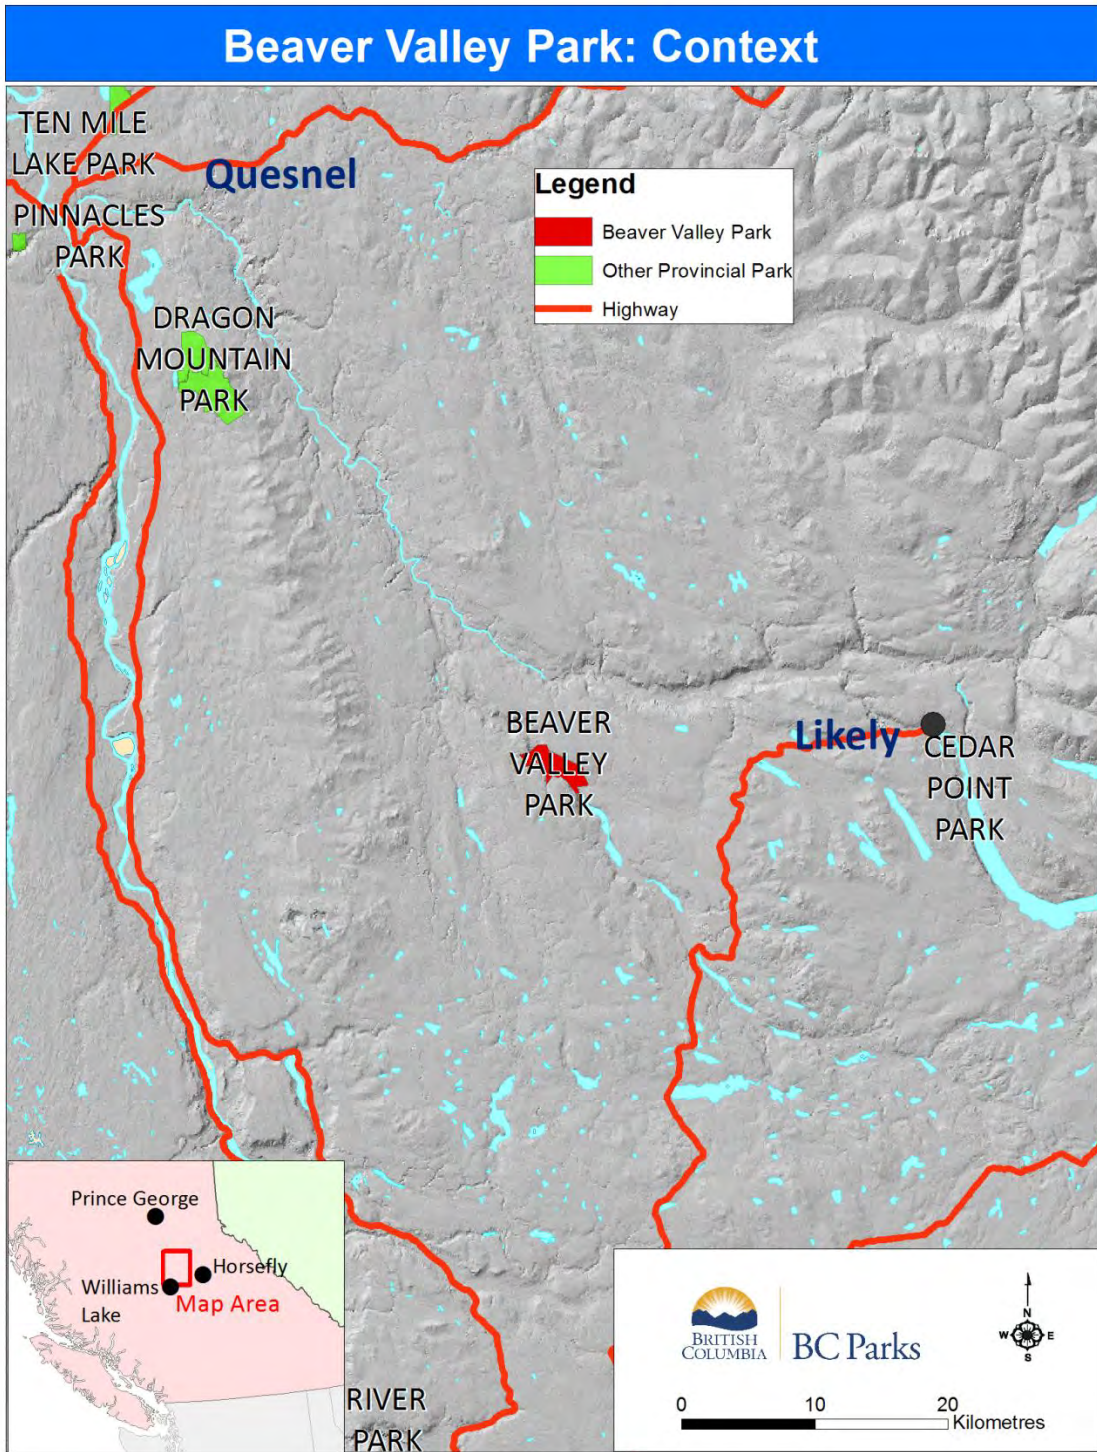 Beaver Valley Park: Context
TEN MILE
LAKE PARK
Quesnel
PINNACLES
PARK
Legend
Beaver Valley Park
Other Provincial Park
Highway
DRAGON
MOUNTAIN
PARK
BEAVER
VALLEY
PARK
Likely
CEDAR
POINT
PARK
Prince George
Horsefly
Williams
Lake
Map Area
RIVER
PARK
BRITISH
COLUMBIA
BC Parks
N
W E
S
0 10 20
Kilometres